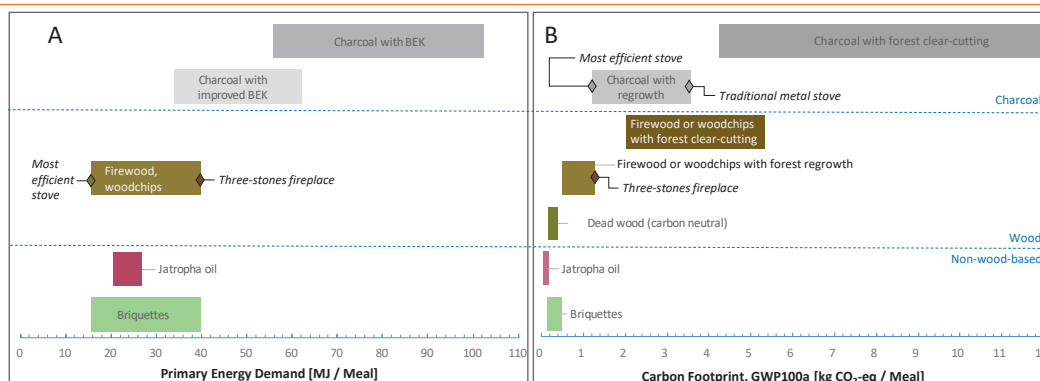 A
Charcoal with BEK
Charcoal with
improved BEK
Most
efficient
stove
Firewood,
woodchips
Three-stones fireplace
Jatropha oil
Briquettes
0 10 20 30 40 50 60 70 80 90 100 110
Primary Energy Demand [MJ / Meal]
B
Charcoal with forest clear-cutting
Most efficient stove
Charcoal with
regrowth
Traditional metal stove
Charcoal
Firewood or woodchips
with forest clear-cutting
Firewood or woodchips with forest regrowth
Three-stones fireplace
Dead wood (carbon neutral)
Wood
Non-wood-based
Jatropha oil
Briquettes
0 1 2 3 4 5 6 7 8 9 10 11
Carbon Footprint, GWP100a [kg CO₂-eq / Meal]